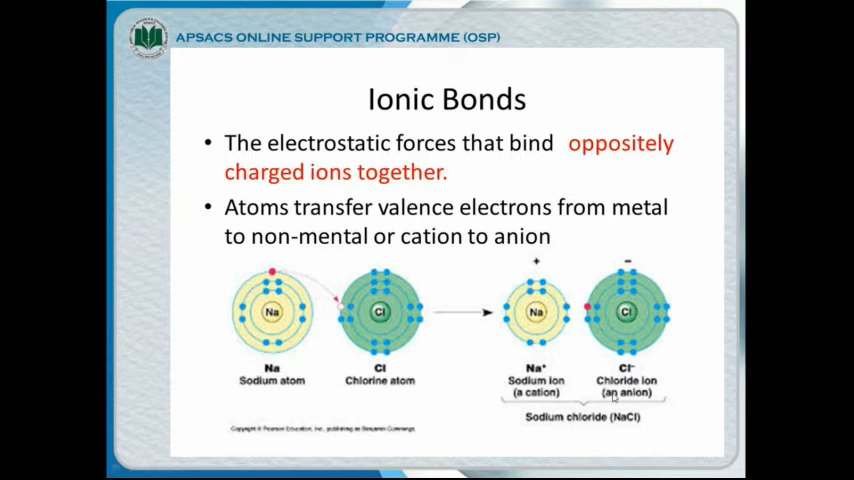 APSACS ONLINE SUPPORT PROGRAMME (OSP)
Ionic Bonds
• The electrostatic forces that bind oppositely
charged ions together.
• Atoms transfer valence electrons from metal
to non-mental or cation to anion
+ −
Na Cl Na Cl
Na Cl Na⁺ Cl⁻
Sodium atom Chlorine atom Sodium ion Chloride ion
(a cation) (an anion)
Sodium chloride (NaCl)
Copyright © Pearson Education, Inc., publishing as Benjamin Cummings.